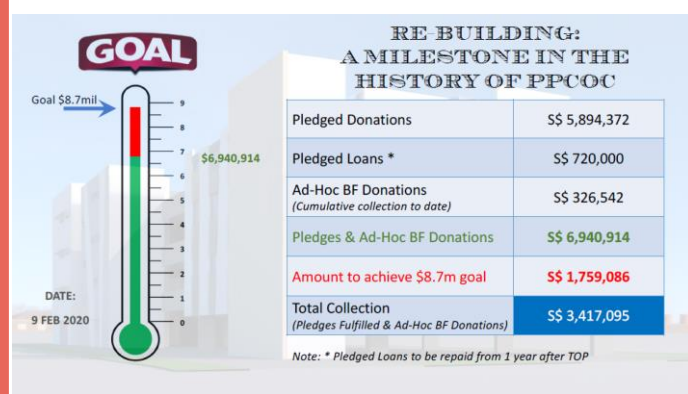 GOAL
RE-BUILDING:
A MILESTONE IN THE
HISTORY OF PPCOC
Goal $8.7mil
9
8
7
6
5
4
3
2
1
0
$6,940,914
DATE:
9 FEB 2020
Pledged Donations S$ 5,894,372
Pledged Loans * S$ 720,000
Ad-Hoc BF Donations
(Cumulative collection to date) S$ 326,542
Pledges & Ad-Hoc BF Donations S$ 6,940,914
Amount to achieve $8.7m goal S$ 1,759,086
Total Collection
(Pledges Fulfilled & Ad-Hoc BF Donations) S$ 3,417,095
Note: * Pledged Loans to be repaid from 1 year after TOP